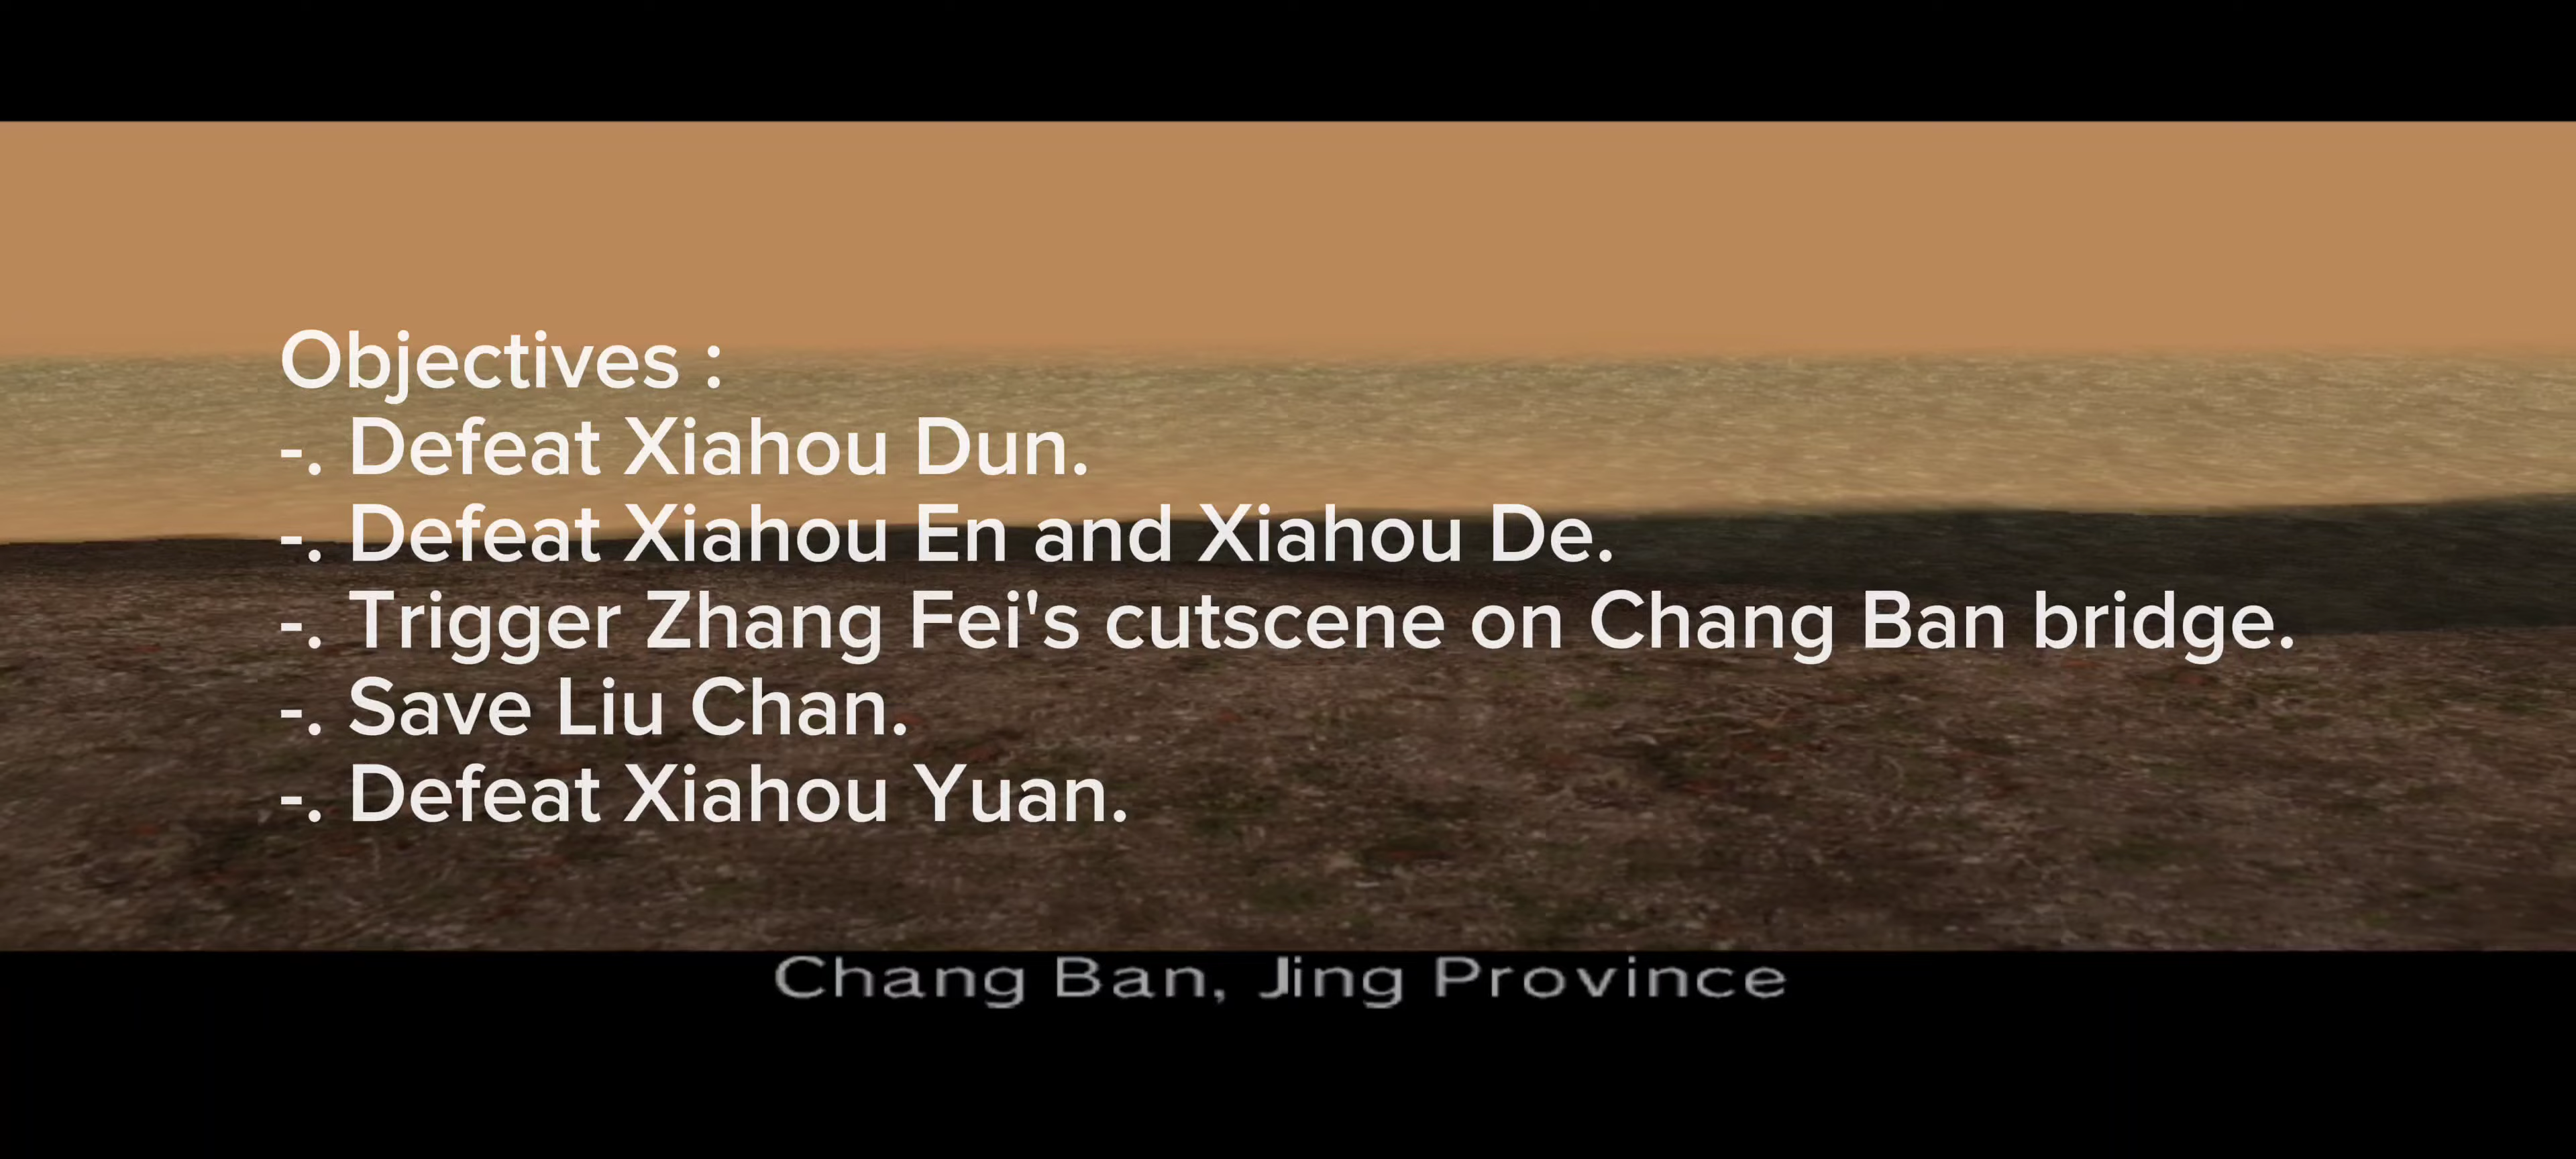 Objectives :
-. Defeat Xiahou Dun.
-. Defeat Xiahou En and Xiahou De.
-. Trigger Zhang Fei's cutscene on Chang Ban bridge.
-. Save Liu Chan.
-. Defeat Xiahou Yuan.
Chang Ban, Jing Province